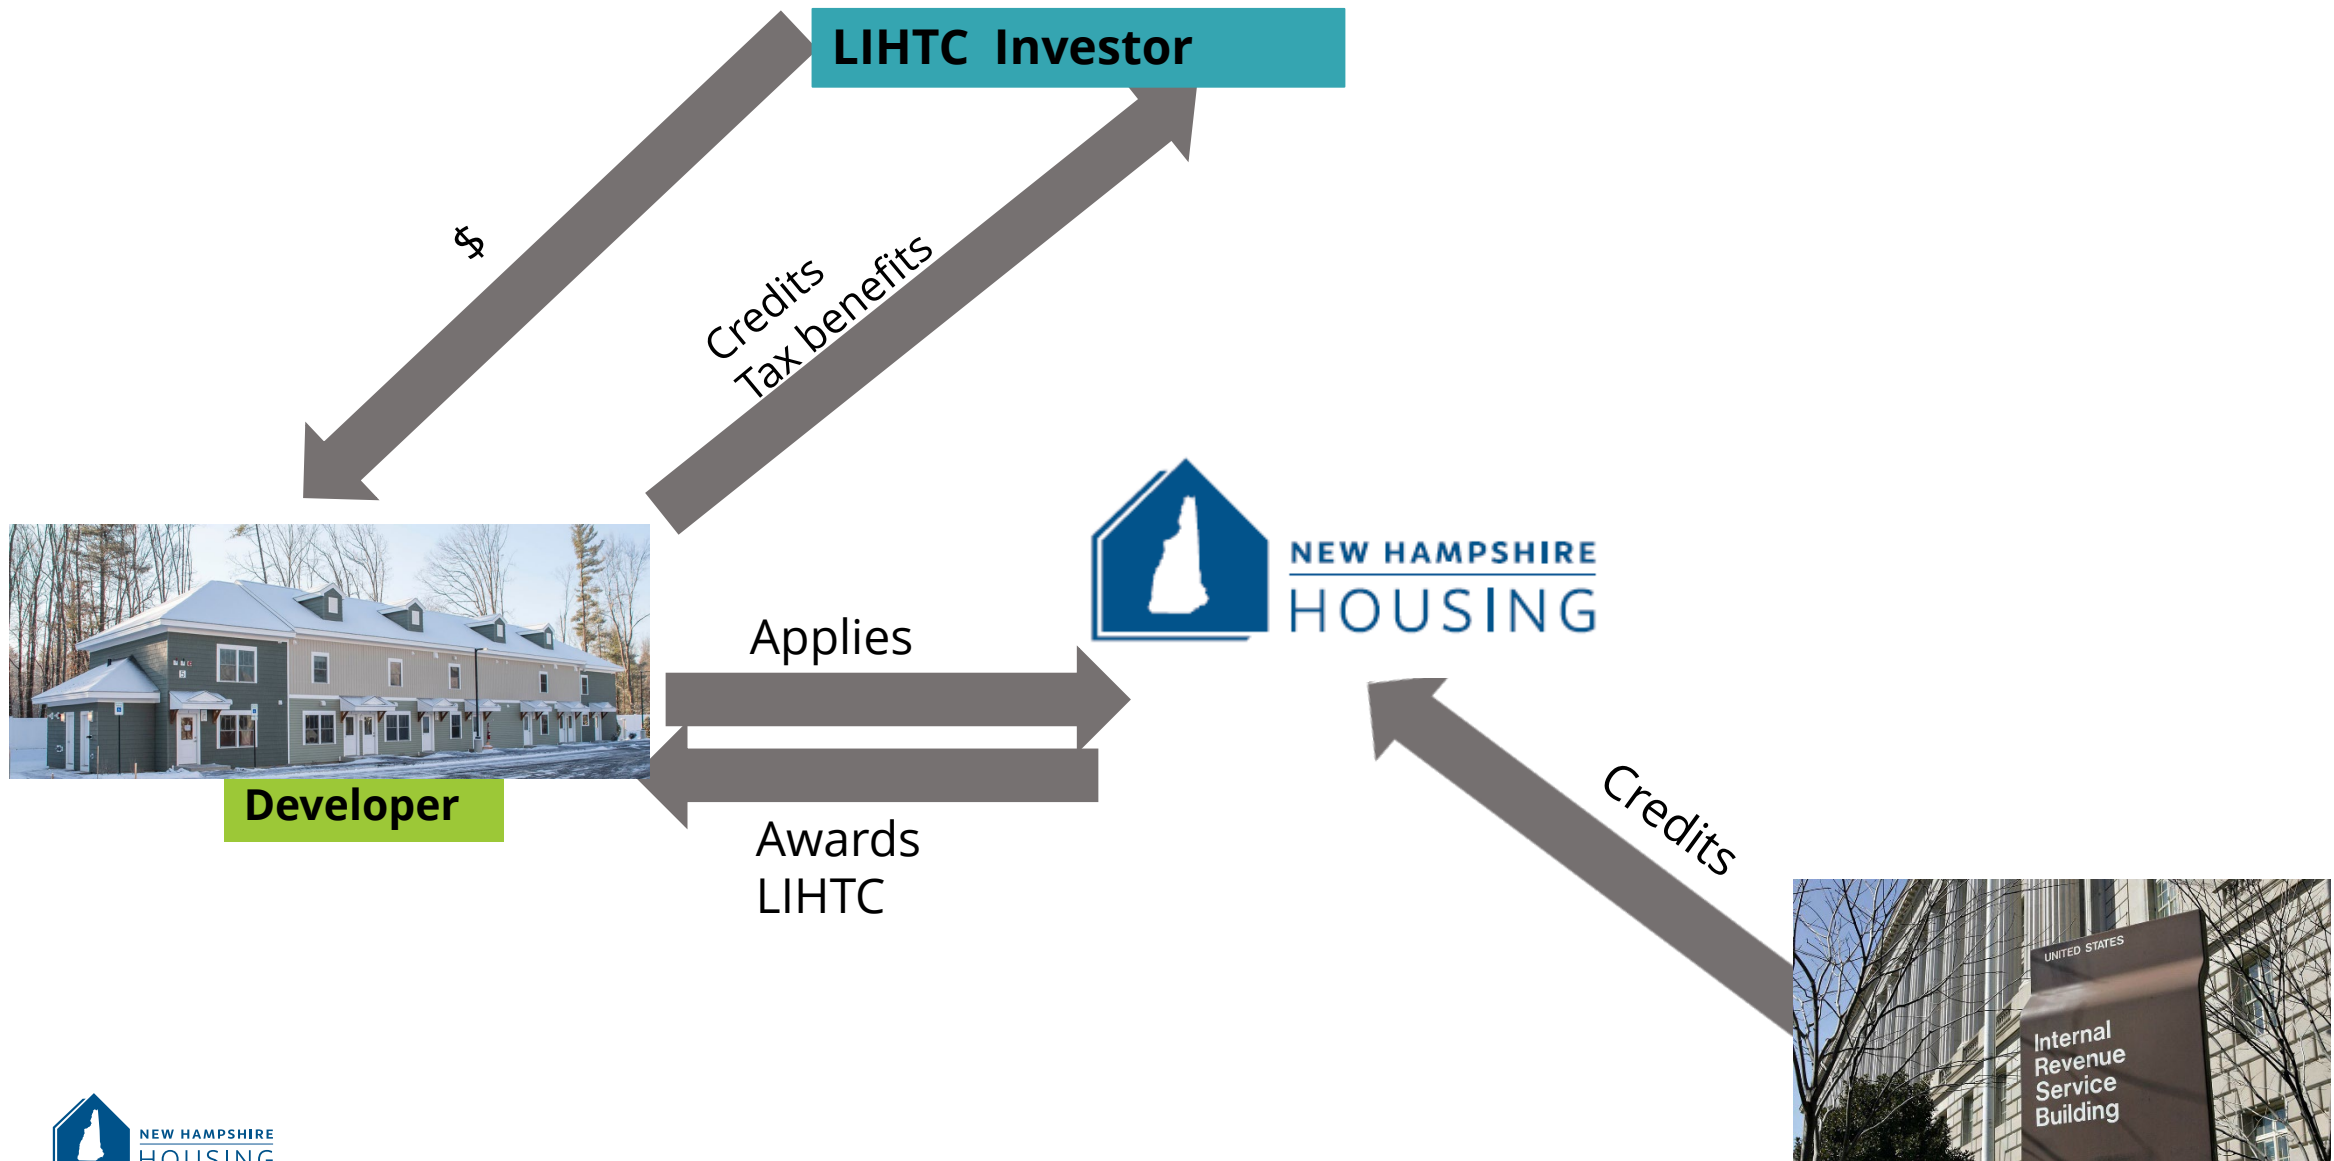 LIHTC Investor
$
Credits
Tax benefits
NEW HAMPSHIRE
HOUSING
Applies
Developer
Awards
LIHTC
Credits
UNITED STATES
Internal
Revenue
Service
Building
NEW HAMPSHIRE
HOUSING